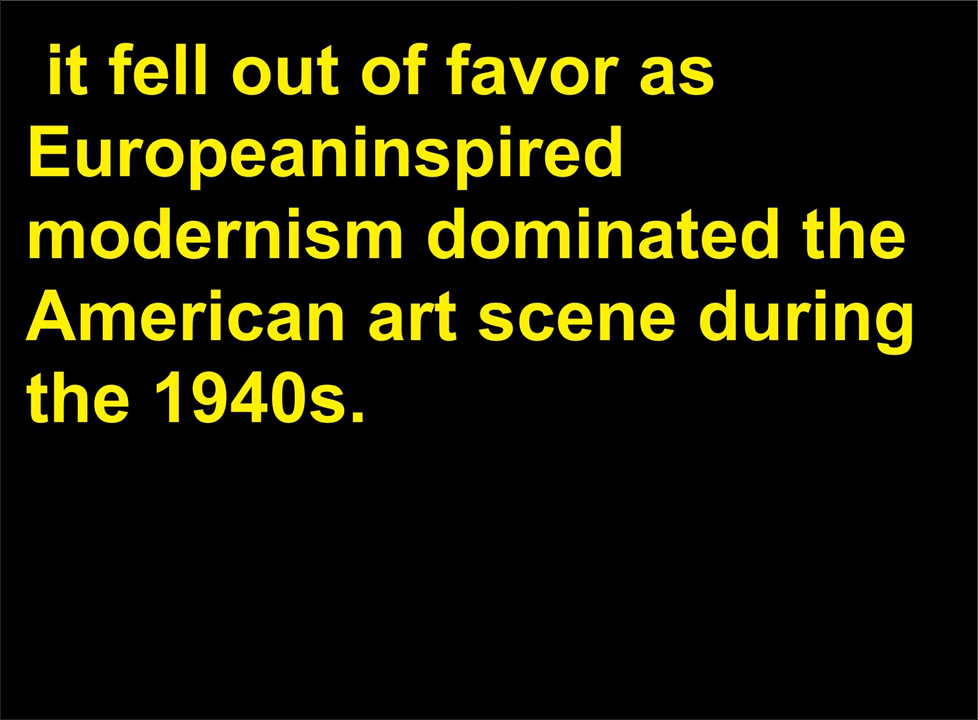 it fell out of favor as
Europeaninspired
modernism dominated the
American art scene during
the 1940s.